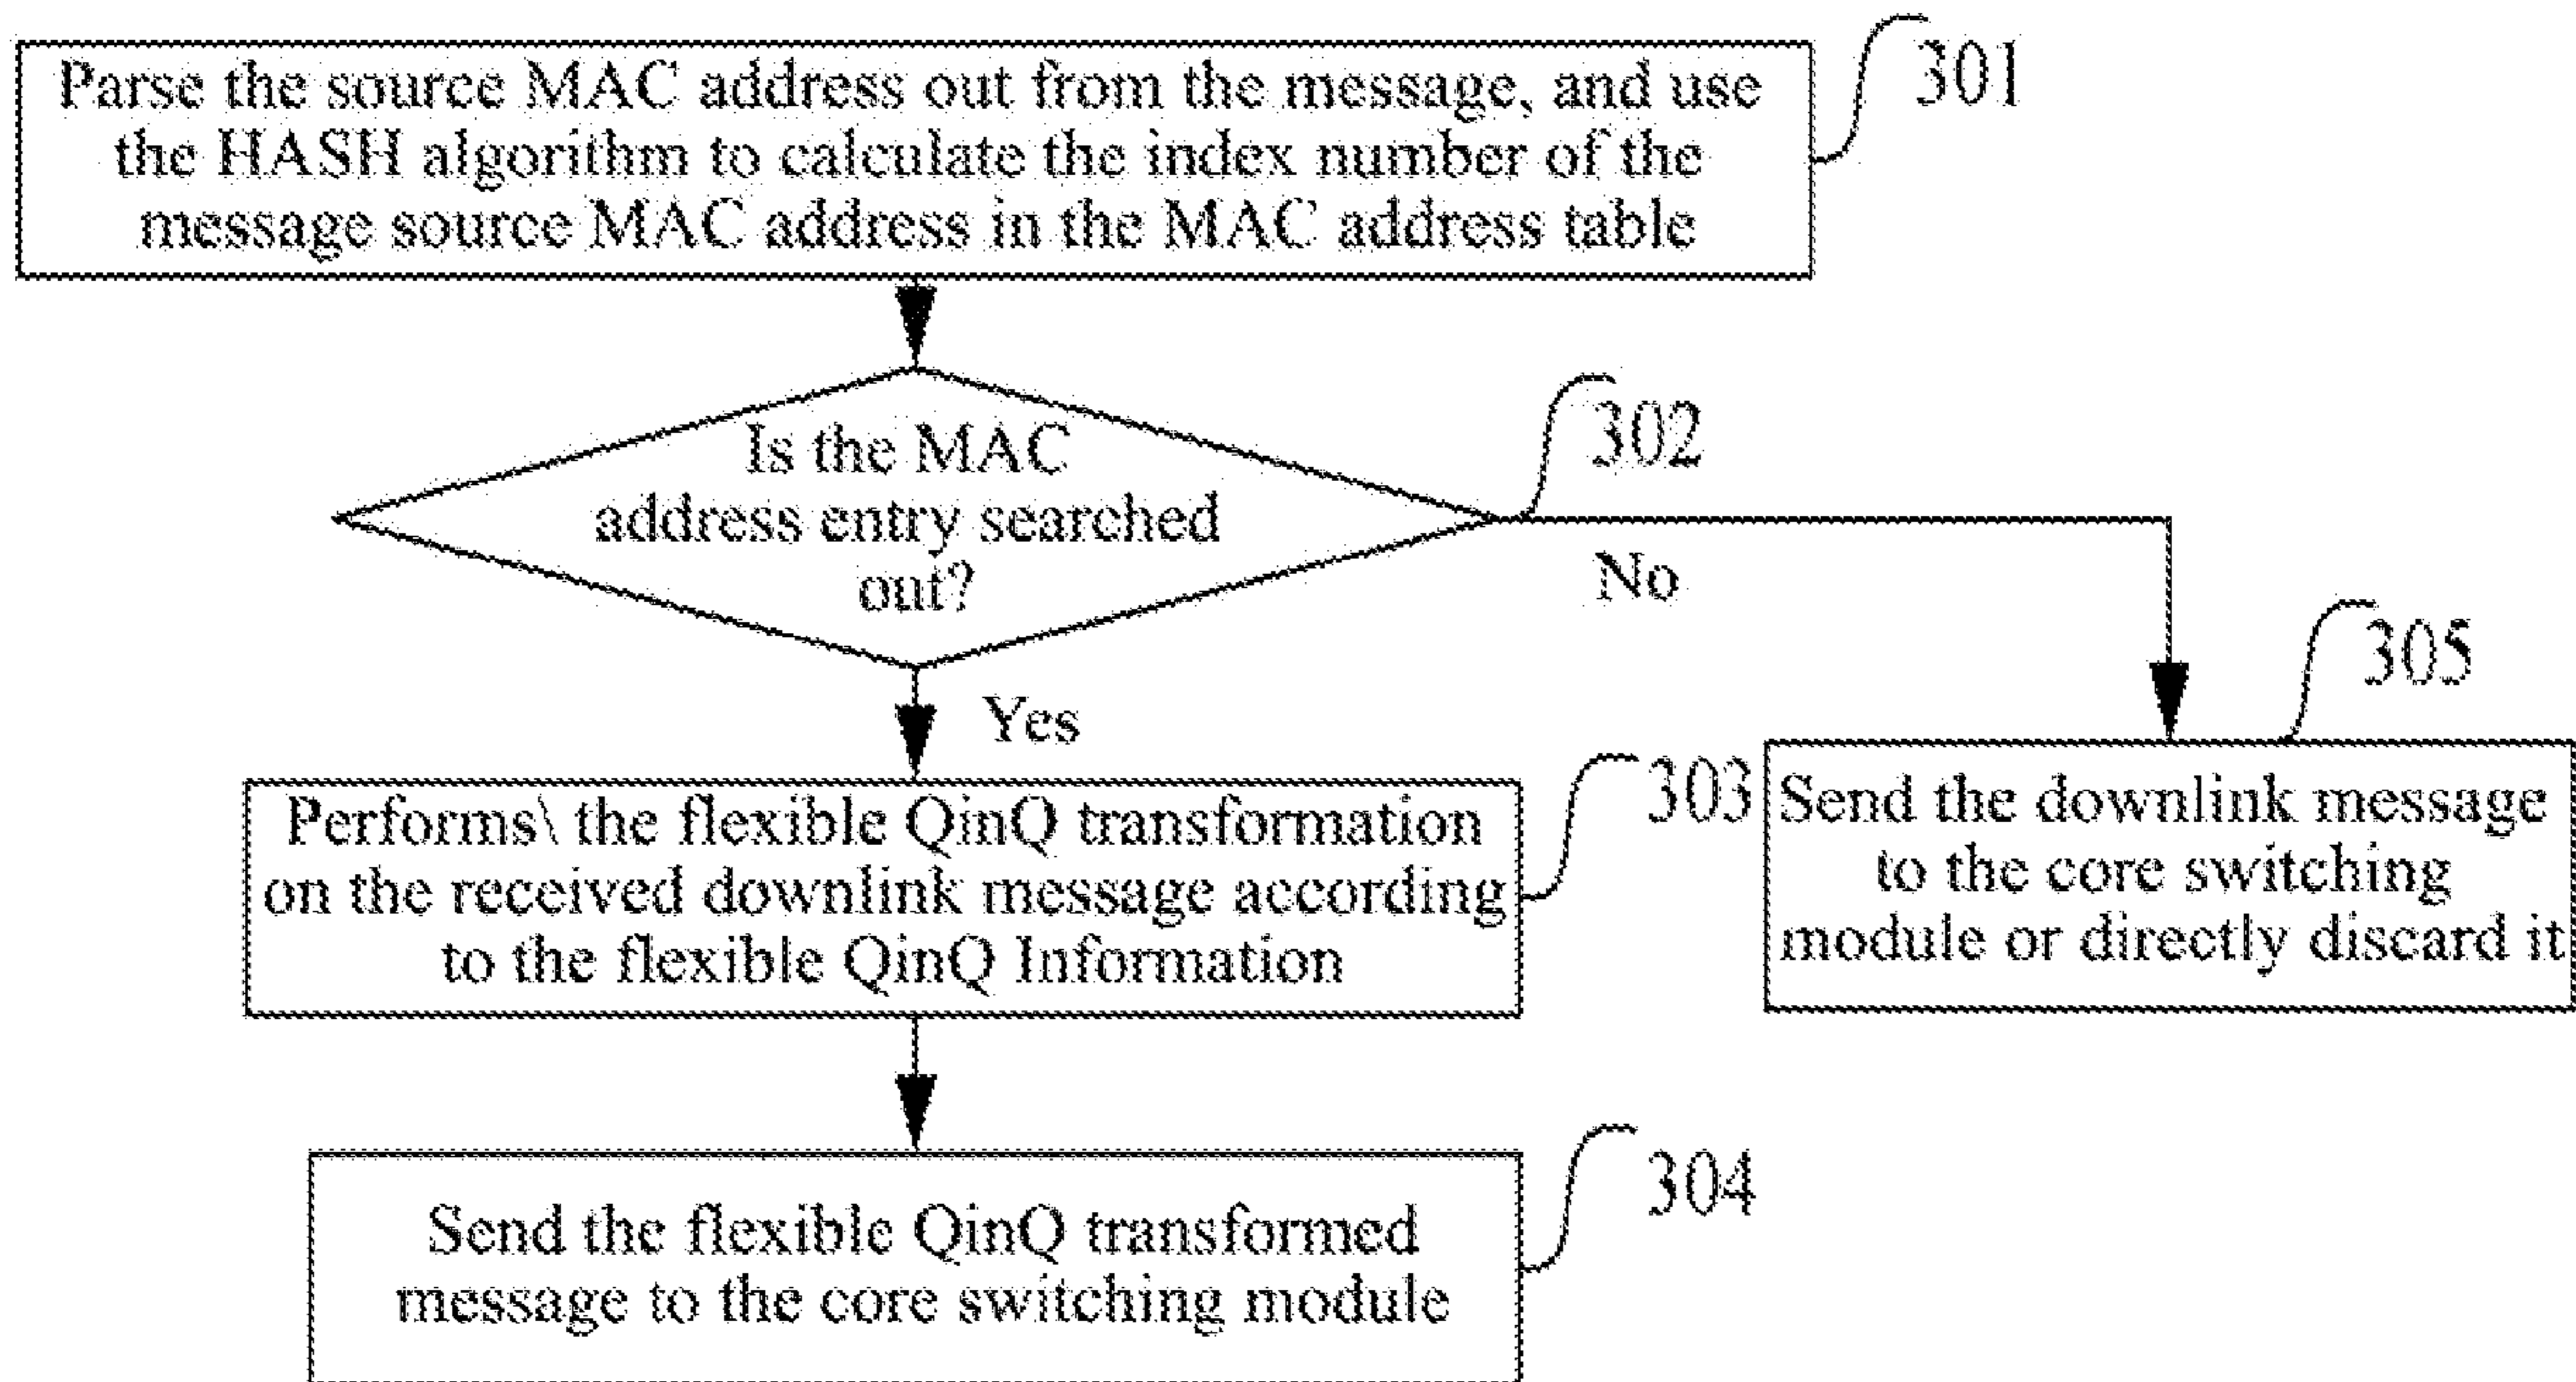 Parse the source MAC address out from the message, and use
the HASH algorithm to calculate the index number of the
message source MAC address in the MAC address table
301
Is the MAC
address entry searched
out?
302
No
Yes
305
Performs\ the flexible QinQ transformation
on the received downlink message according
to the flexible QinQ Information
303
Send the downlink message
to the core switching
module or directly discard it
Send the flexible QinQ transformed
message to the core switching module
304